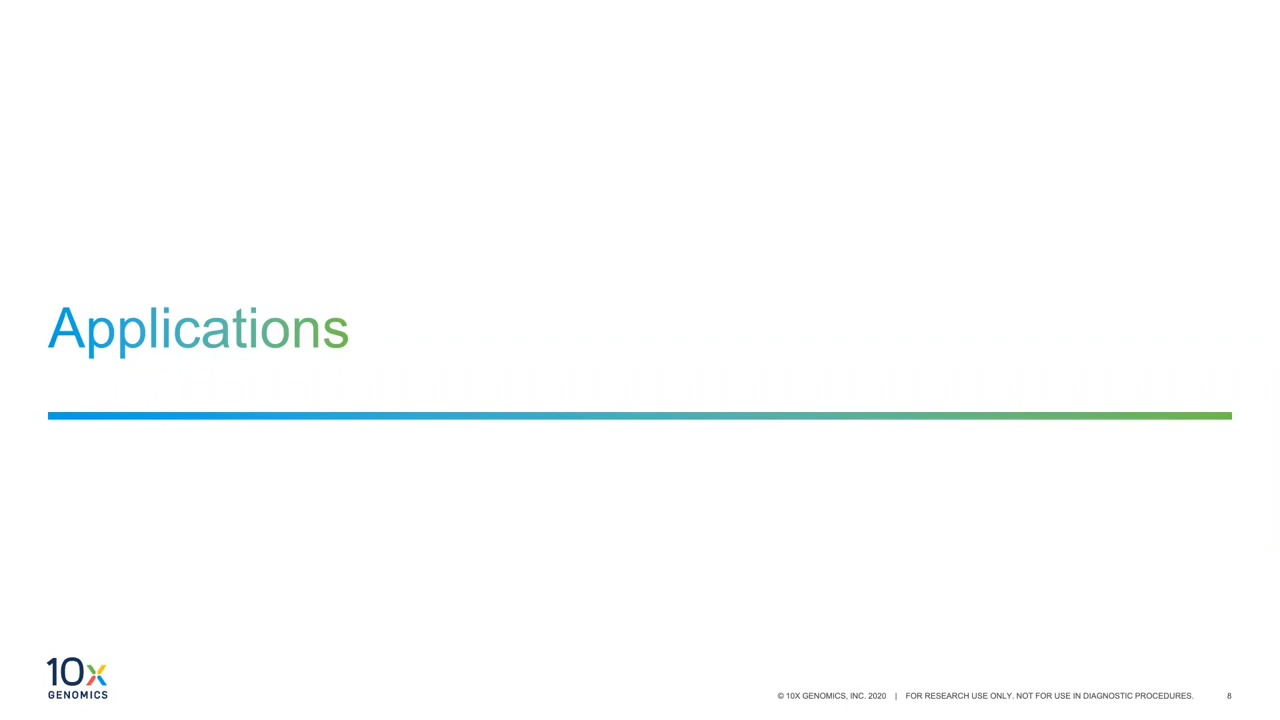 Applications
10x
GENOMICS
© 10X GENOMICS, INC. 2020 | FOR RESEARCH USE ONLY. NOT FOR USE IN DIAGNOSTIC PROCEDURES. 8